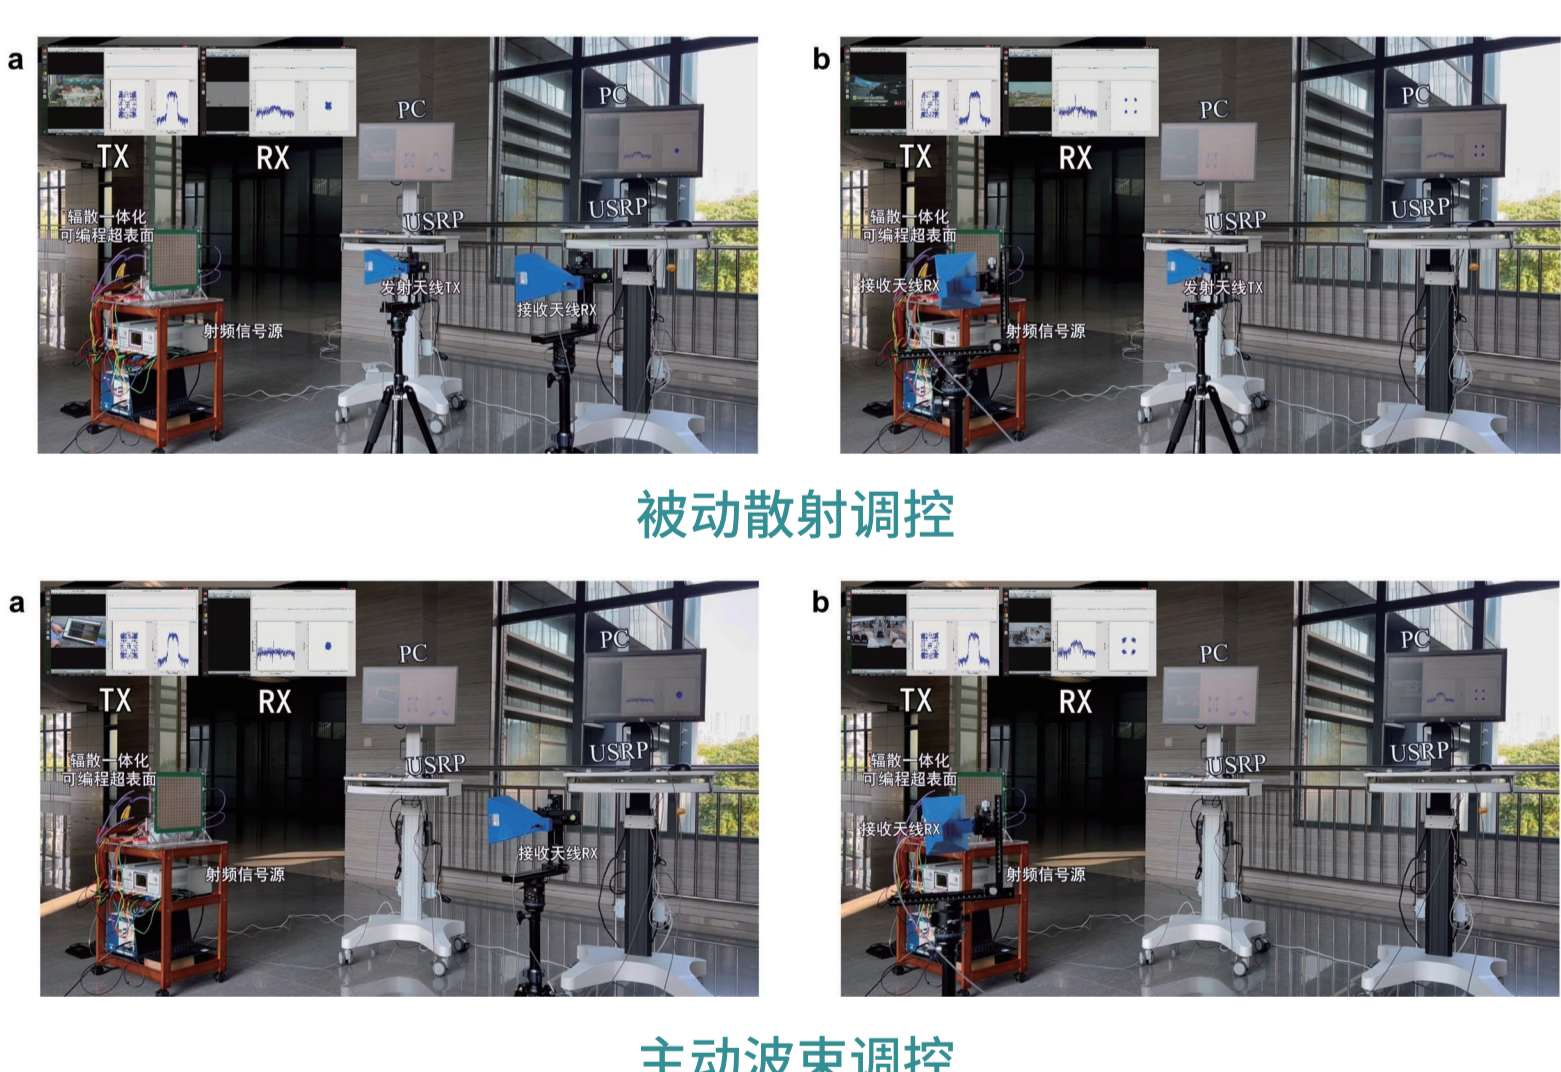 a
TX
RX
PC
PC
USRP
USRP
辐散一体化
可编程超表面
发射天线TX
接收天线RX
射频信号源
b
TX
RX
PC
PC
USRP
USRP
辐散一体化
可编程超表面
接收天线RX
发射天线TX
射频信号源
被动散射调控
a
TX
RX
PC
PC
USRP
USRP
辐散一体化
可编程超表面
接收天线RX
射频信号源
b
TX
RX
PC
PC
USRP
USRP
辐散一体化
可编程超表面
接收天线RX
射频信号源
主动波束调控